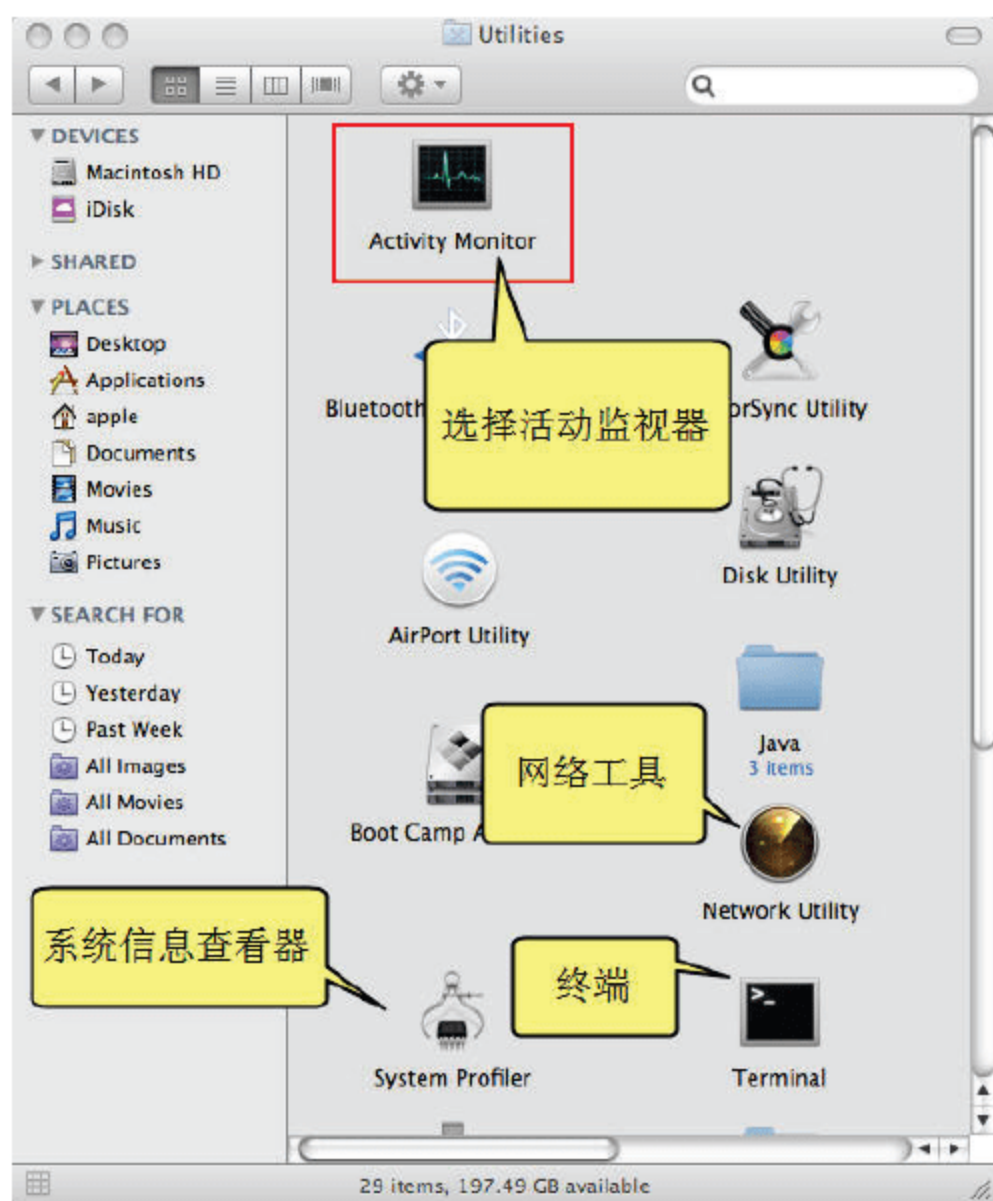 Utilities
DEVICES
Macintosh HD
iDisk
SHARED
PLACES
Desktop
Applications
apple
Documents
Movies
Music
Pictures
SEARCH FOR
Today
Yesterday
Past Week
All Images
All Movies
All Documents
Activity Monitor
选择活动监视器
Bluetooth
Utility
AirPort Utility
Disk Utility
Java
3 items
网络工具
Boot Camp
Network Utility
系统信息查看器
终端
System Profiler
Terminal
29 items, 197.49 GB available